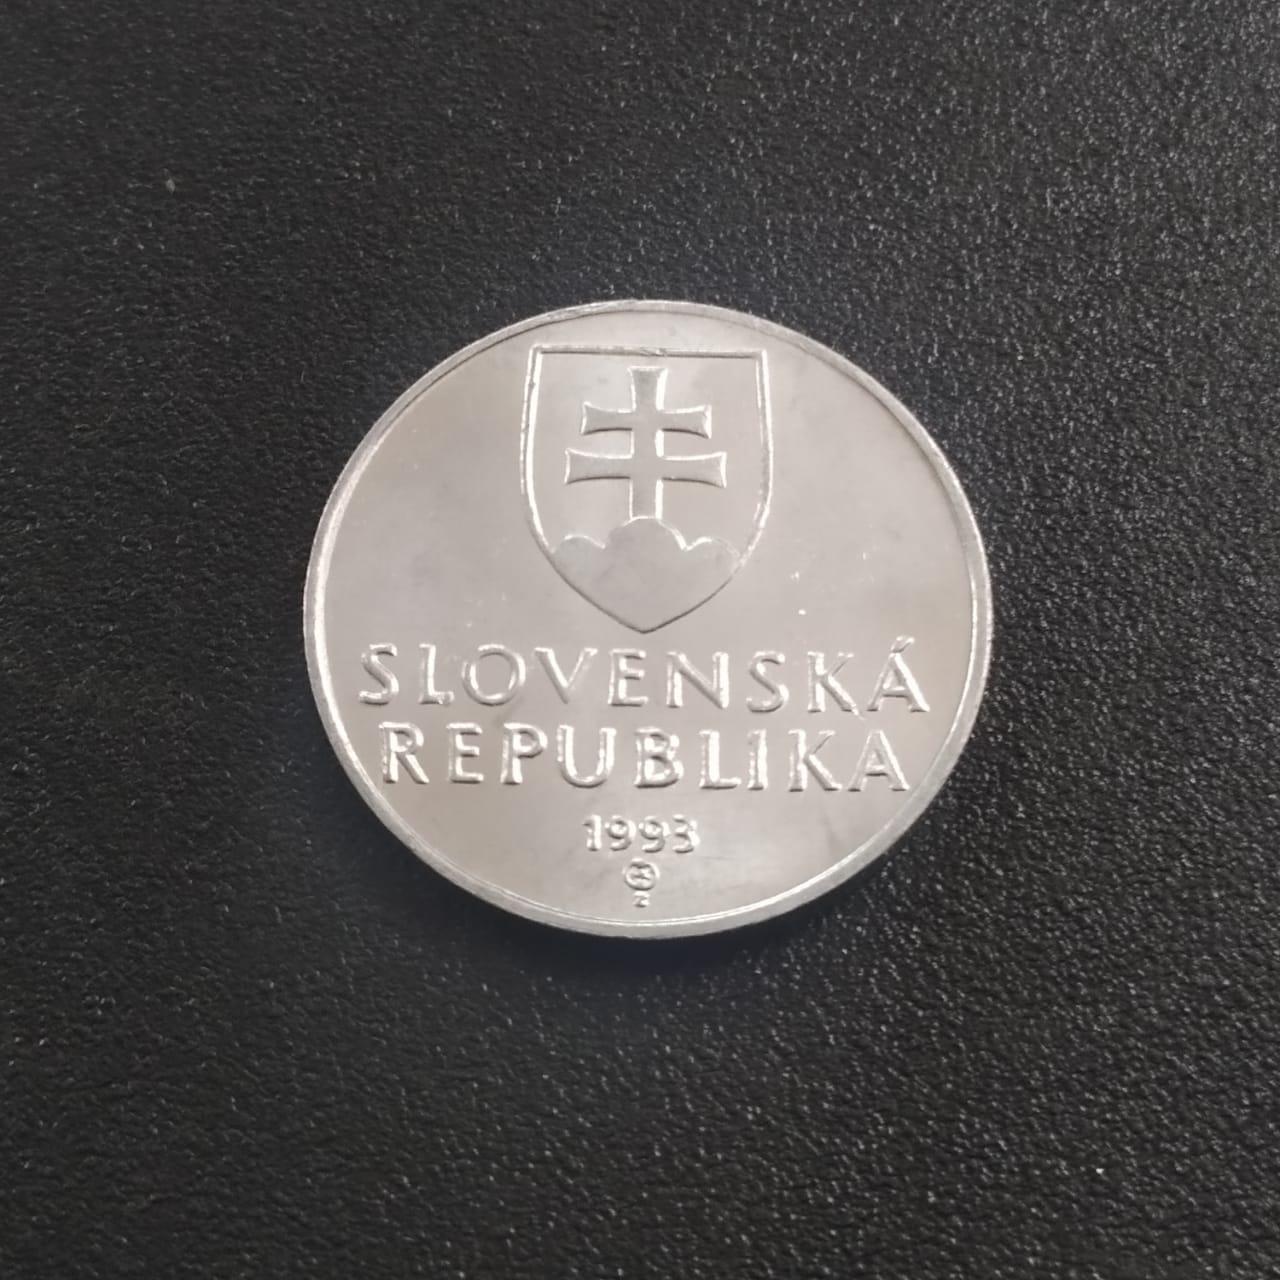 SLOVENSKÁ
REPUBLIKA
1993
Z